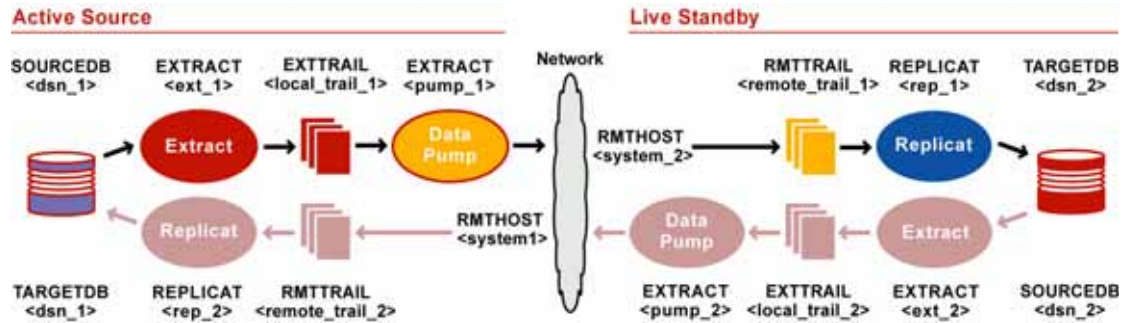 Active Source
Live Standby
SOURCEDB
<dsn_1>
EXTRACT
<ext_1>
EXTTRAIL
<local_trail_1>
EXTRACT
<pump_1>
Network
RMTTRAIL
<remote_trail_1>
REPLICAT
<rep_1>
TARGETDB
<dsn_2>
Extract
Data
Pump
RMTHOST
<system_2>
Replicat
Replicat
RMTHOST
<system1>
Data
Pump
Extract
TARGETDB
<dsn_1>
REPLICAT
<rep_2>
RMTTRAIL
<remote_trail_2>
EXTRACT
<pump_2>
EXTTRAIL
<local_trail_2>
EXTRACT
<ext_2>
SOURCEDB
<dsn_2>